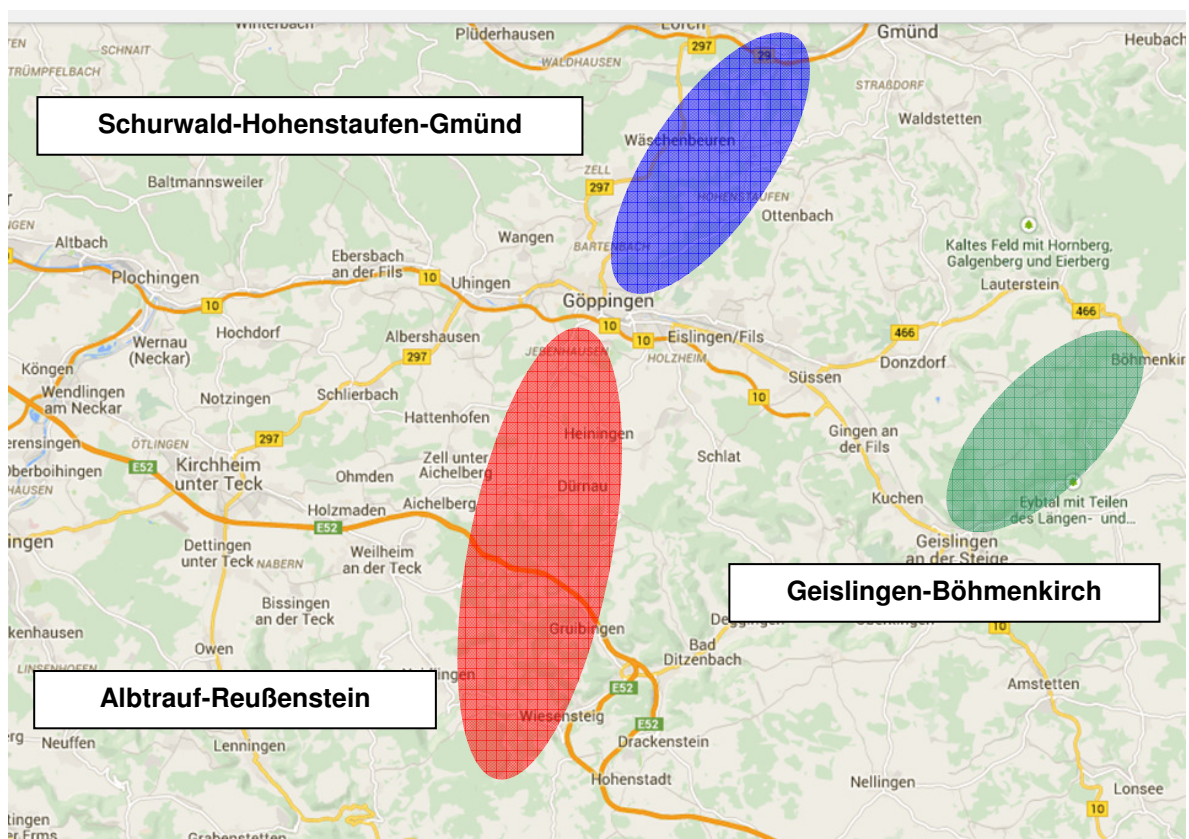 Winterbach
Plüderhausen
Lorch
297
29
Gmünd
Heubach
SCHNAIT
WALDHAUSEN
TRÜMPFELBACH
STRAßDORF
Schurwald-Hohenstaufen-Gmünd
Waldstetten
Wäschenbeuren
ZELL
297
Baltmannsweiler
HOHENSTAUFEN
Ottenbach
Altbach
Wangen
BARTENBACH
Kaltes Feld mit Hornberg,
Galgenberg und Eierberg
Ebersbach
an der Fils
10
Plochingen
Uhingen
Lauterstein
10
Göppingen
466
Hochdorf
Albershausen
10
10
Eislingen/Fils
466
Wernau
(Neckar)
297
JEBENHAUSEN
HOLZHEIM
Donzdorf
Böhmenkir
Köngen
Süssen
Wendlingen
am Neckar
Notzingen
Schlierbach
10
Hattenhofen
Heiningen
Gingen an
der Fils
ÖTLINGEN
297
E52
Kirchheim
unter Teck
Ohmden
Zell unter
Aichelberg
Schlat
Dürnau
Kuchen
Eybtal mit Teilen
des Längen- und...
Holzmaden
Aichelberg
E52
Geislingen
an der Steige
Dettingen
unter Teck
NABERN
Weilheim
an der Teck
Geislingen-Böhmenkirch
Bissingen
an der Teck
Gruibingen
10
Owen
Bad
Ditzenbach
LINSENHOFEN
Albtrauf-Reußenstein
E52
Amstetten
Wiesensteig
E52
Neuffen
Lenningen
Drackenstein
Hohenstadt
Nellingen
Lonsee
10
Grabenstetten